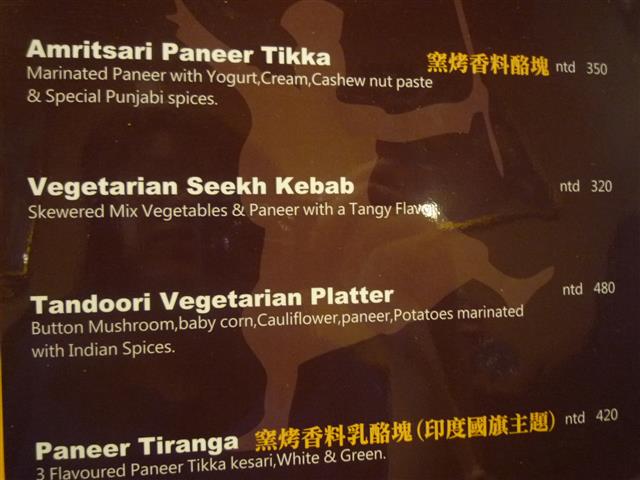 Amritsari Paneer Tikka 窯烤香料酪塊 ntd 350
Marinated Paneer with Yogurt,Cream,Cashew nut paste
& Special Punjabi spices.
Vegetarian Seekh Kebab ntd 320
Skewered Mix Vegetables & Paneer with a Tangy Flavor.
Tandoori Vegetarian Platter ntd 480
Button Mushroom,baby corn,Cauliflower,paneer,Potatoes marinated
with Indian Spices.
Paneer Tiranga 窯烤香料乳酪塊(印度國旗主題) ntd 420
3 Flavoured Paneer Tikka kesari,White & Green.